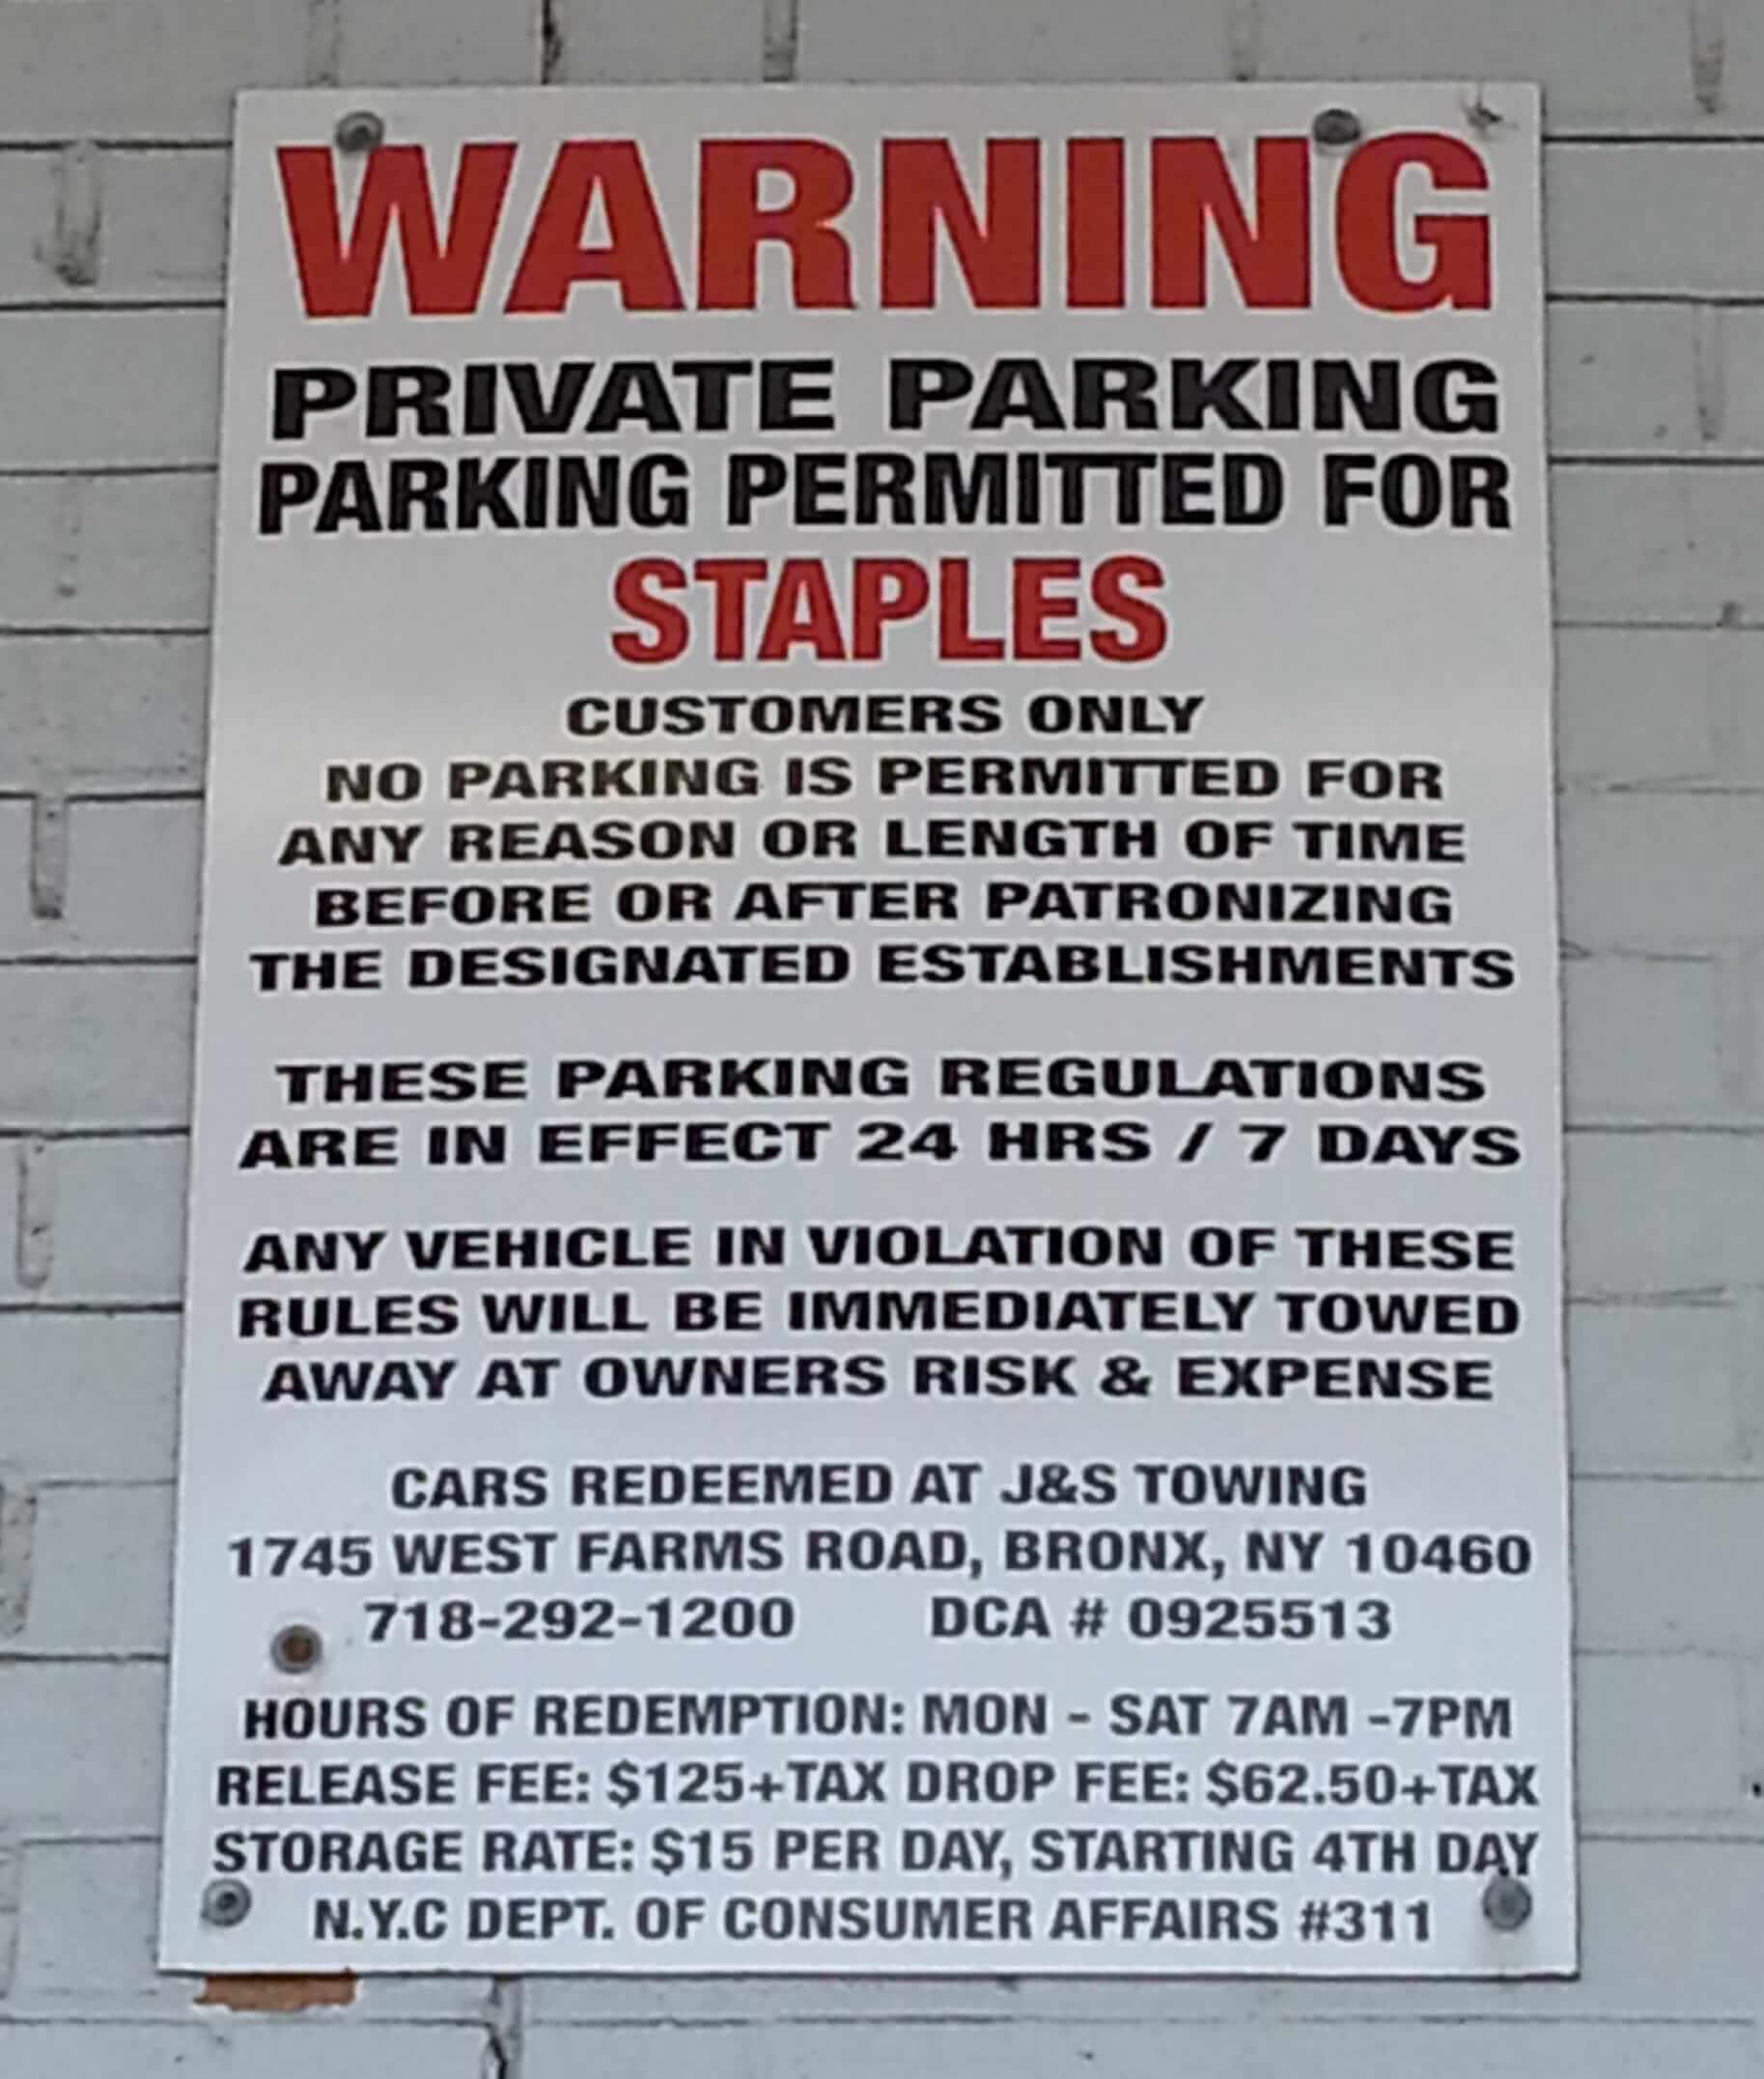 WARNING
PRIVATE PARKING
PARKING PERMITTED FOR
STAPLES
CUSTOMERS ONLY
NO PARKING IS PERMITTED FOR
ANY REASON OR LENGTH OF TIME
BEFORE OR AFTER PATRONIZING
THE DESIGNATED ESTABLISHMENTS
THESE PARKING REGULATIONS
ARE IN EFFECT 24 HRS / 7 DAYS
ANY VEHICLE IN VIOLATION OF THESE
RULES WILL BE IMMEDIATELY TOWED
AWAY AT OWNERS RISK & EXPENSE
CARS REDEEMED AT J&S TOWING
1745 WEST FARMS ROAD, BRONX, NY 10460
718-292-1200 DCA # 0925513
HOURS OF REDEMPTION: MON - SAT 7AM -7PM
RELEASE FEE: $125+TAX DROP FEE: $62.50+TAX
STORAGE RATE: $15 PER DAY, STARTING 4TH DAY
N.Y.C DEPT. OF CONSUMER AFFAIRS #311